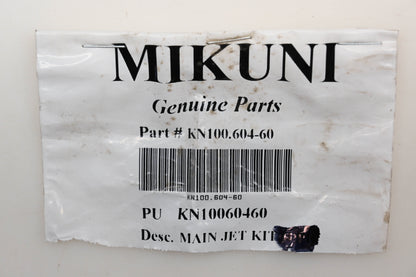 MIKUNI
Genuine Parts
Part # KN100.604-60
KN100.604-60
PU KN10060460
Desc. MAIN JET KIT